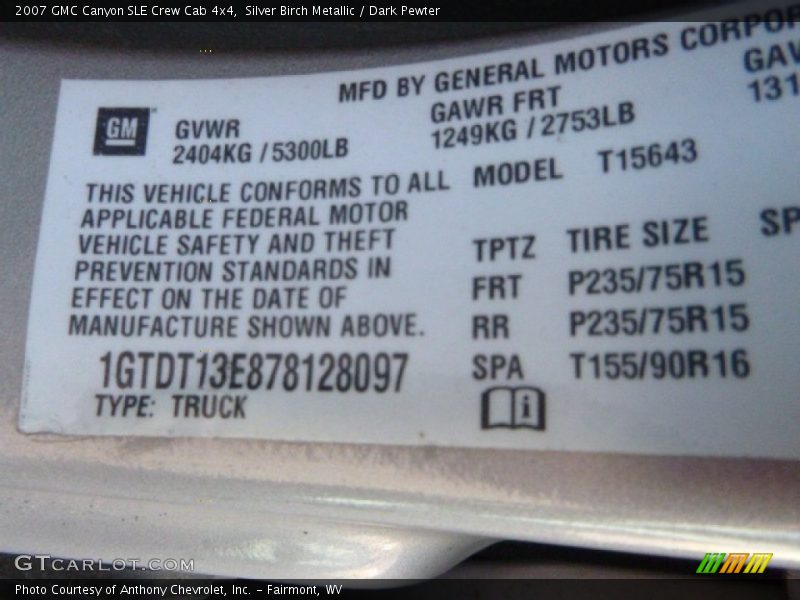 2007 GMC Canyon SLE Crew Cab 4x4, Silver Birch Metallic / Dark Pewter
MFD BY GENERAL MOTORS
GM
GVWR
2404KG / 5300LB
GAWR FRT
1249KG / 2753LB
THIS VEHICLE CONFORMS TO ALL
APPLICABLE FEDERAL MOTOR
VEHICLE SAFETY AND THEFT
PREVENTION STANDARDS IN
EFFECT ON THE DATE OF
MANUFACTURE SHOWN ABOVE.
1GTDT13E878128097
TYPE: TRUCK
MODEL T15643
TPTZ TIRE SIZE
FRT P235/75R15
RR P235/75R15
SPA T155/90R16
GTCARLOT.COM
Photo Courtesy of Anthony Chevrolet, Inc. - Fairmont, WV